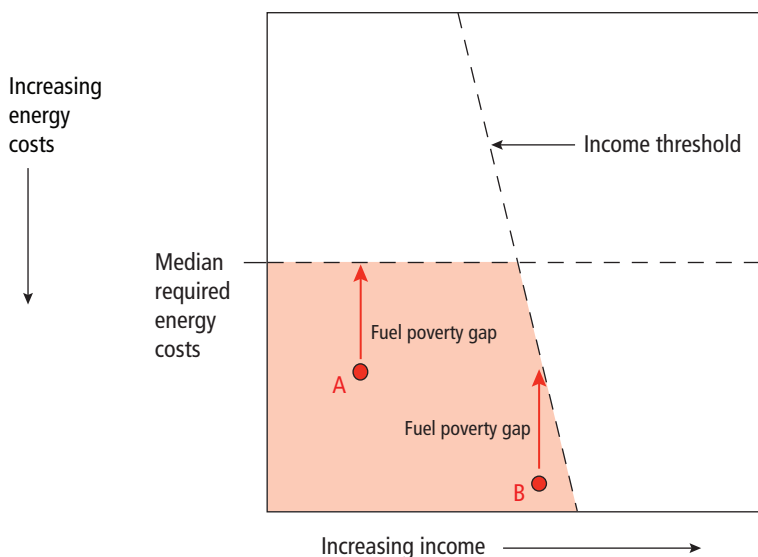 Increasing
energy
costs
Income threshold
Median
required
energy
costs
Fuel poverty gap
A
Fuel poverty gap
B
Increasing income